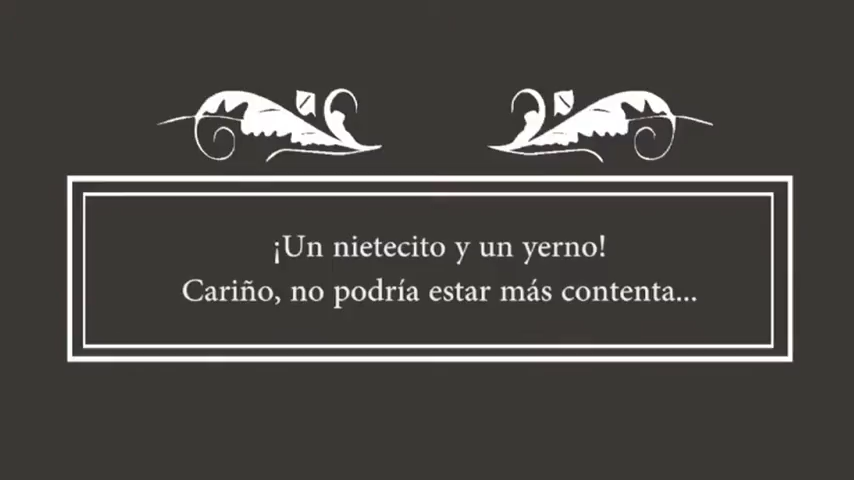 ¡Un nietecito y un yerno!
Cariño, no podría estar más contenta...